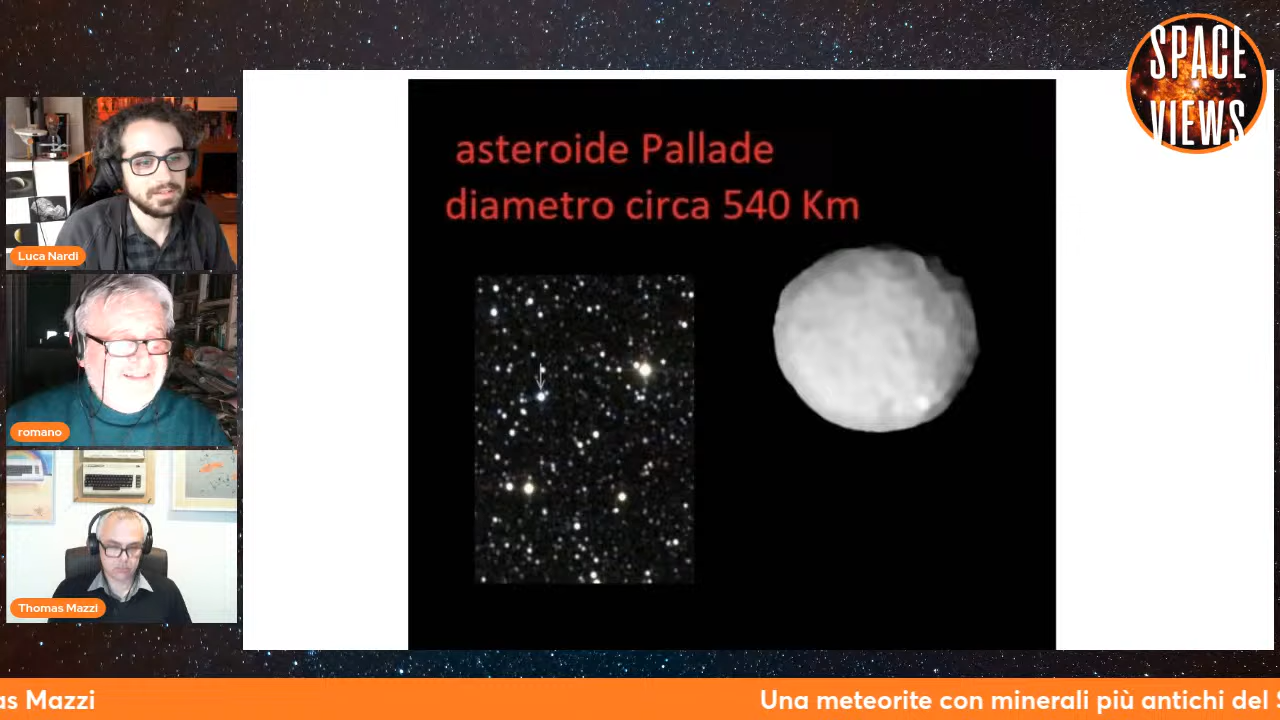 SPACE
VIEWS
asteroide Pallade
diametro circa 540 Km
Luca Nardi
romano
Thomas Mazzi
as Mazzi
Una meteorite con minerali più antichi del S